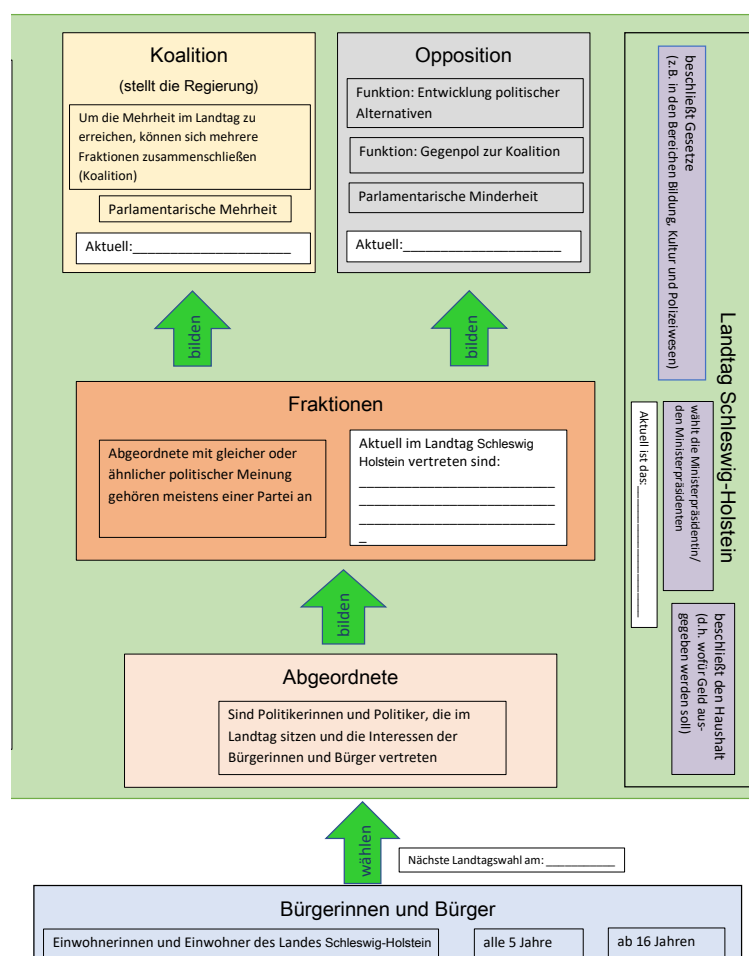 Koalition
(stellt die Regierung)
Um die Mehrheit im Landtag zu
erreichen, können sich mehrere
Fraktionen zusammenschließen
(Koalition)
Parlamentarische Mehrheit
Aktuell:_____________________
Opposition
Funktion: Entwicklung politischer
Alternativen
Funktion: Gegenpol zur Koalition
Parlamentarische Minderheit
Aktuell:_____________________
bilden
bilden
Fraktionen
Abgeordnete mit gleicher oder
ähnlicher politischer Meinung
gehören meistens einer Partei an
Aktuell im Landtag Schleswig
Holstein vertreten sind:
__________________________
__________________________
__________________________
_
bilden
Abgeordnete
Sind Politikerinnen und Politiker, die im
Landtag sitzen und die Interessen der
Bürgerinnen und Bürger vertreten
Landtag Schleswig-Holstein
beschließt Gesetze
(z.B. in den Bereichen Bildung, Kultur und Polizeiwesen)
wählt die Ministerpräsidentin/
den Ministerpräsidenten
Aktuell ist das:____________________
beschließt den Haushalt
(d.h. wofür Geld aus-
gegeben werden soll)
wählen
Nächste Landtagswahl am: ___________
Bürgerinnen und Bürger
Einwohnerinnen und Einwohner des Landes Schleswig-Holstein
alle 5 Jahre
ab 16 Jahren